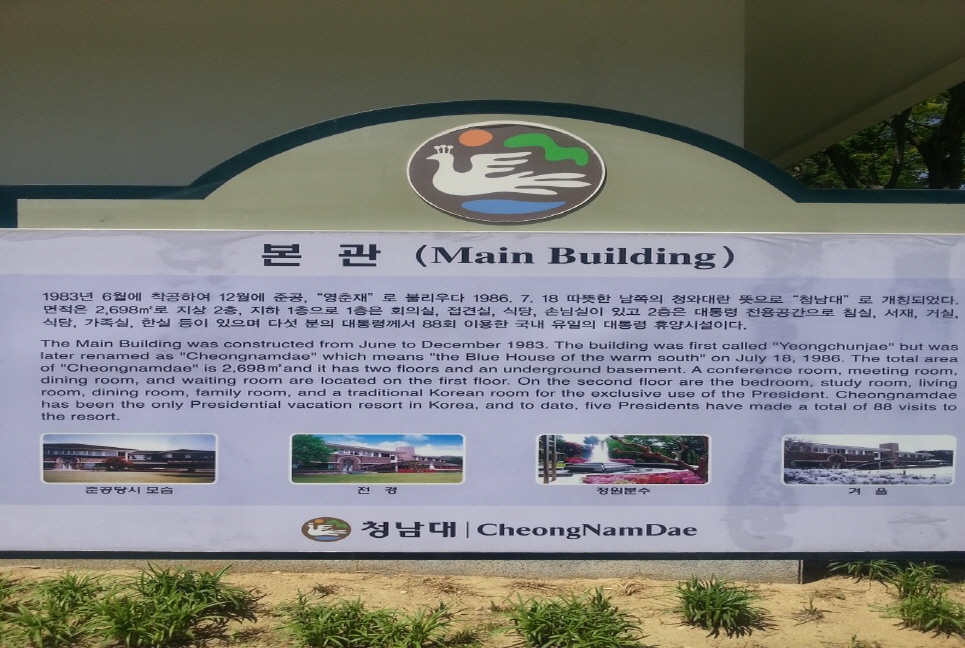 본 관 (Main Building)
1983년 6월에 착공하여 12월에 준공, "영춘재" 로 불리우다 1986. 7. 18 따뜻한 남쪽의 청와대란 뜻으로 "청남대" 로 개칭되었다.
면적은 2,698㎡로 지상 2층, 지하 1층으로 1층은 회의실, 접견실, 식당, 손님실이 있고 2층은 대통령 전용공간으로 침실, 서재, 거실,
식당, 가족실, 한실 등이 있으며 다섯 분의 대통령께서 88회 이용한 국내 유일의 대통령 휴양시설이다.
The Main Building was constructed from June to December 1983. The building was first called "Yeongchunjae" but was
later renamed as "Cheongnamdae" which means "the Blue House of the warm south" on July 18, 1986. The total area
of "Cheongnamdae" is 2,698㎡and it has two floors and an underground basement. A conference room, meeting room,
dining room, and waiting room are located on the first floor. On the second floor are the bedroom, study room, living
room, dining room, family room, and a traditional Korean room for the exclusive use of the President. Cheongnamdae
has been the only Presidential vacation resort in Korea, and to date, five Presidents have made a total of 88 visits to
the resort.
준공당시 모습
전 경
정원분수
겨 울
청남대 | CheongNamDae